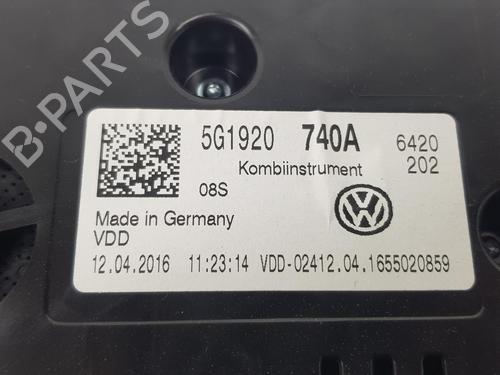 B-PARTS
5G1920 740A 6420
Kombiinstrument 202
08S
Made in Germany
VDD
12.04.2016 11:23:14 VDD-02412.04.1655020859